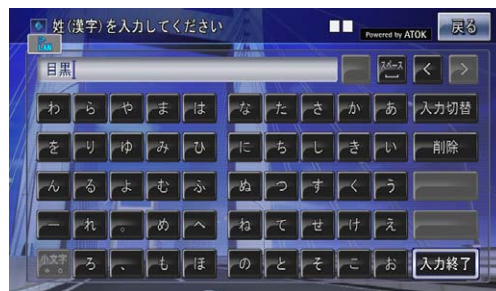 姓(漢字)を入力してください Powered by ATOK 戻る
目黒 スペース < >
わ ら や ま は な た さ か あ 入力切替
を り ゆ み ひ に ち し き い 削除
ん る よ む ふ ぬ つ す く う
ー れ 。 め へ ね て せ け え
小文字 ろ 、 も ほ の と そ こ お 入力終了